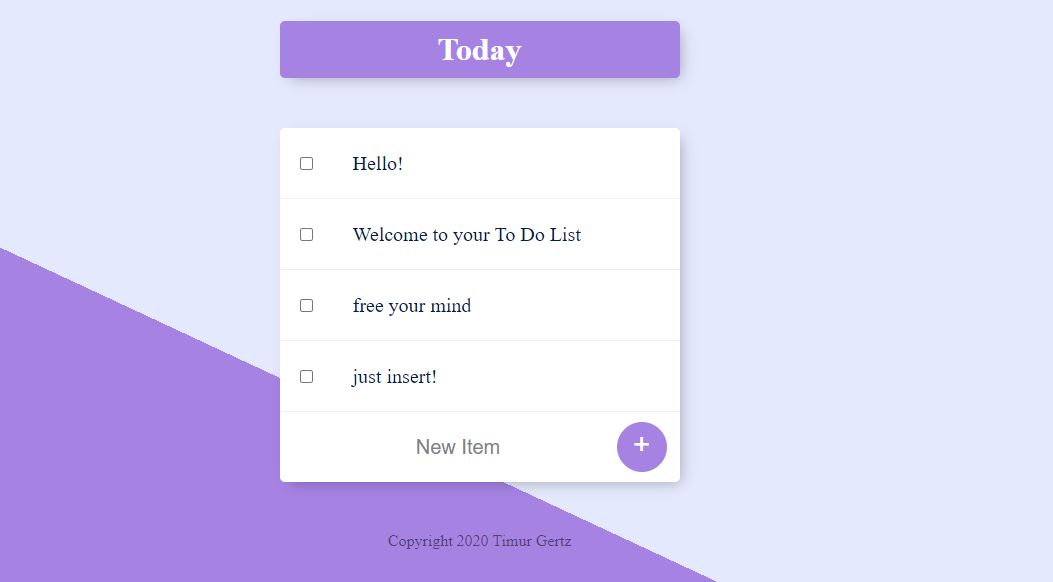 Today
Hello!
Welcome to your To Do List
free your mind
just insert!
New Item +
Copyright 2020 Timur Gertz